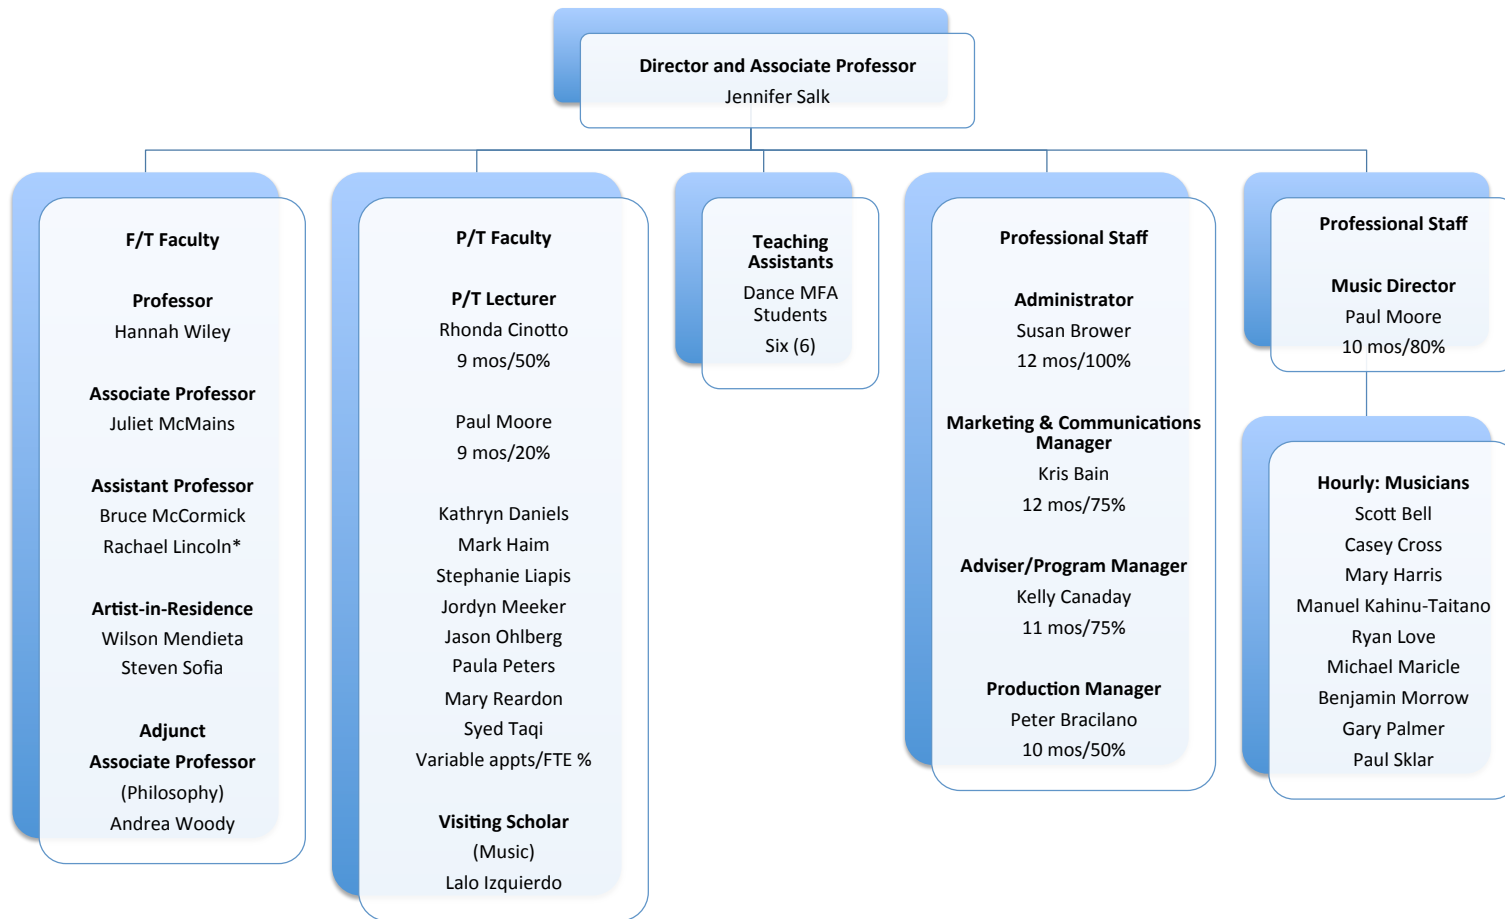 Director and Associate Professor
Jennifer Salk
F/T Faculty
Professor
Hannah Wiley
Associate Professor
Juliet McMains
Assistant Professor
Bruce McCormick
Rachael Lincoln*
Artist-in-Residence
Wilson Mendieta
Steven Sofia
Adjunct
Associate Professor
(Philosophy)
Andrea Woody
P/T Faculty
P/T Lecturer
Rhonda Cinotto
9 mos/50%
Paul Moore
9 mos/20%
Kathryn Daniels
Mark Haim
Stephanie Liapis
Jordyn Meeker
Jason Ohlberg
Paula Peters
Mary Reardon
Syed Taqi
Variable appts/FTE %
Visiting Scholar
(Music)
Lalo Izquierdo
Teaching
Assistants
Dance MFA
Students
Six (6)
Professional Staff
Administrator
Susan Brower
12 mos/100%
Marketing & Communications
Manager
Kris Bain
12 mos/75%
Adviser/Program Manager
Kelly Canaday
11 mos/75%
Production Manager
Peter Bracilano
10 mos/50%
Professional Staff
Music Director
Paul Moore
10 mos/80%
Hourly: Musicians
Scott Bell
Casey Cross
Mary Harris
Manuel Kahinu-Taitano
Ryan Love
Michael Maricle
Benjamin Morrow
Gary Palmer
Paul Sklar